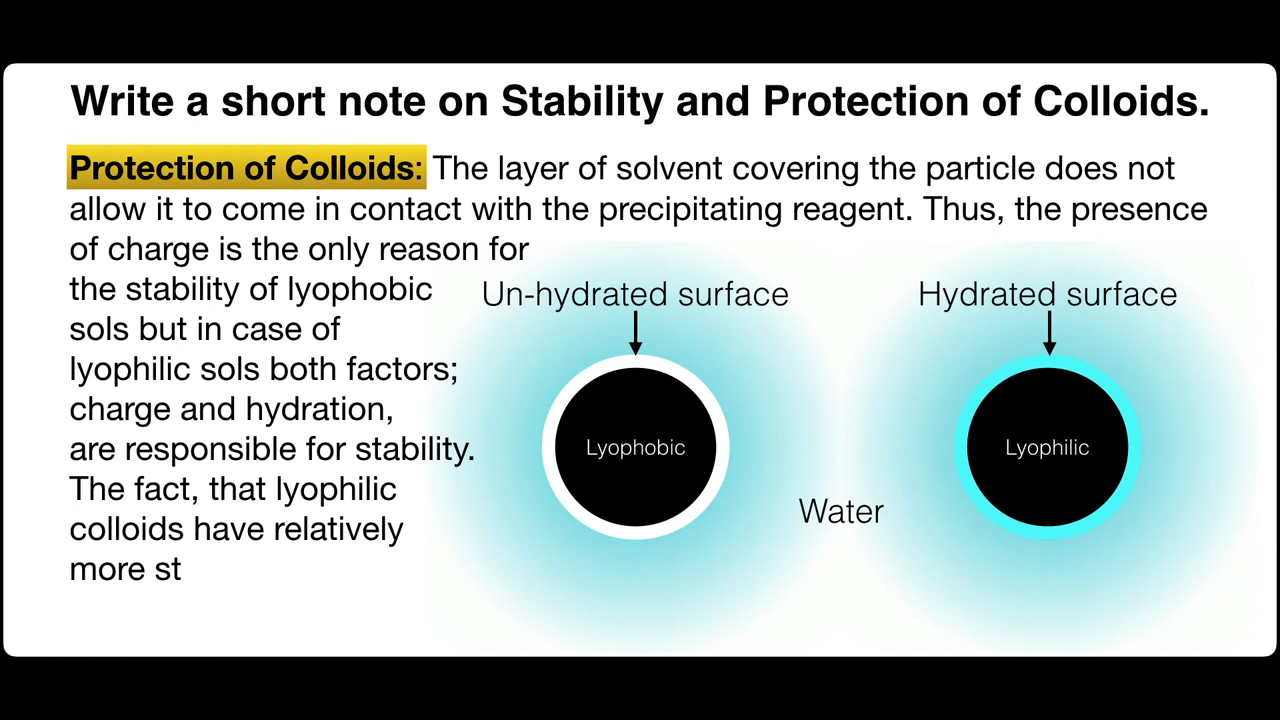 Write a short note on Stability and Protection of Colloids.
Protection of Colloids: The layer of solvent covering the particle does not
allow it to come in contact with the precipitating reagent. Thus, the presence
of charge is the only reason for
the stability of lyophobic
sols but in case of
lyophilic sols both factors;
charge and hydration,
are responsible for stability.
The fact, that lyophilic
colloids have relatively
more st
Un-hydrated surface
Hydrated surface
Lyophobic
Lyophilic
Water